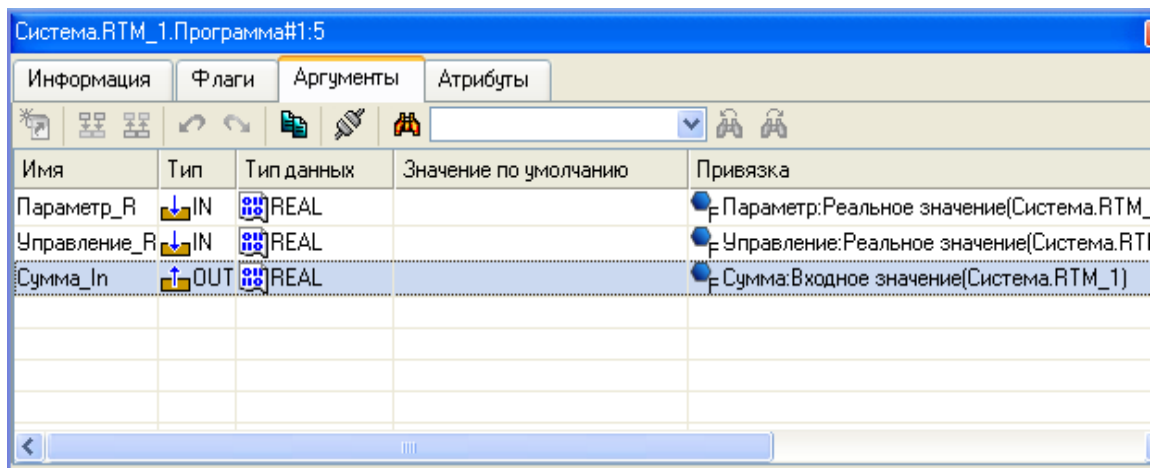 Система.RTM_1.Программа#1:5
Информация Флаги Аргументы Атрибуты
Имя Тип Тип данных Значение по умолчанию Привязка
Параметр_R IN REAL F Параметр:Реальное значение(Система.RTM_
Управление_R IN REAL F Управление:Реальное значение(Система.RT
Сумма_In OUT REAL F Сумма:Входное значение(Система.RTM_1)